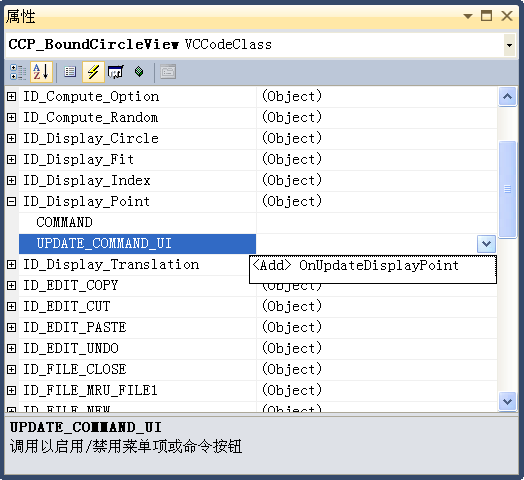 属性
CCP_BoundCircleView VCCodeClass
ID_Compute_Option (Object)
ID_Compute_Random (Object)
ID_Display_Circle (Object)
ID_Display_Fit (Object)
ID_Display_Index (Object)
ID_Display_Point (Object)
COMMAND
UPDATE_COMMAND_UI
<Add> OnUpdateDisplayPoint
ID_Display_Translation
ID_EDIT_COPY (Object)
ID_EDIT_CUT (Object)
ID_EDIT_PASTE (Object)
ID_EDIT_UNDO (Object)
ID_FILE_CLOSE (Object)
ID_FILE_MRU_FILE1 (Object)
ID_FILE_NEW (Object)
UPDATE_COMMAND_UI
调用以启用/禁用菜单项或命令按钮